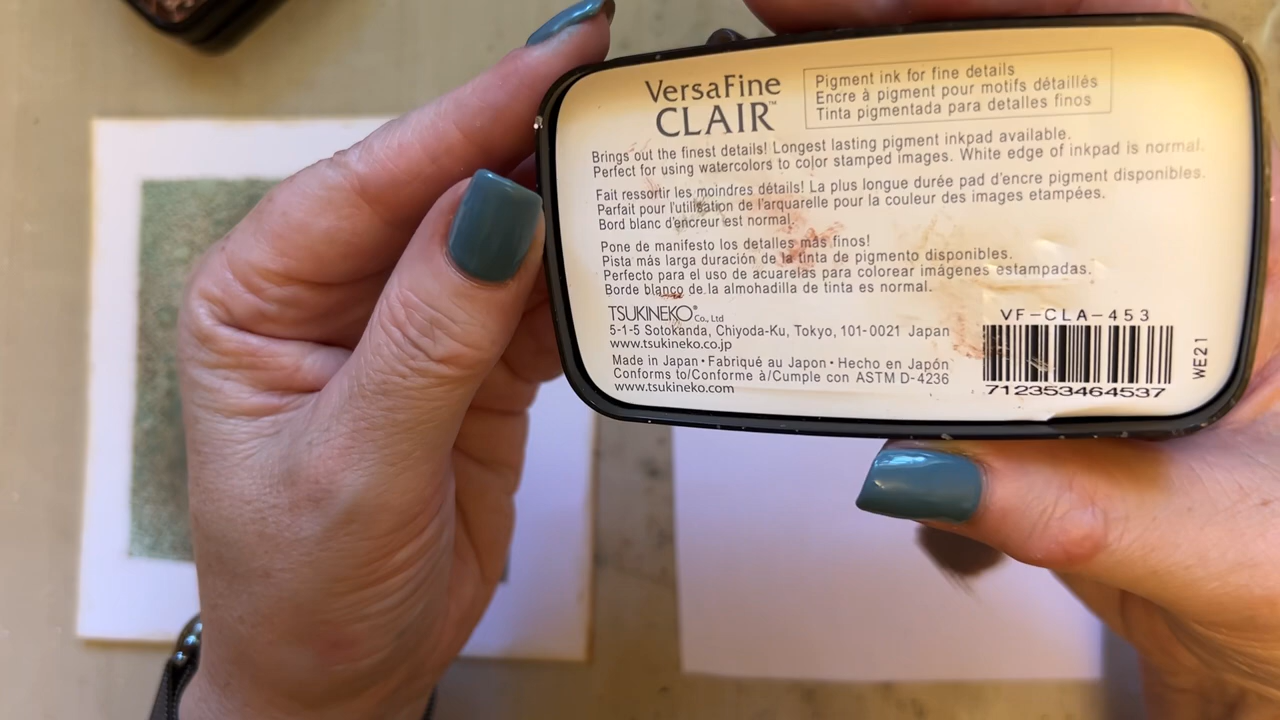 VersaFine
CLAIR™
Pigment ink for fine details
Encre à pigment pour motifs détaillés
Tinta pigmentada para detalles finos
Brings out the finest details! Longest lasting pigment inkpad available.
Perfect for using watercolors to color stamped images. White edge of inkpad is normal.
Fait ressortir les moindres détails! La plus longue durée pad d'encre pigment disponibles.
Parfait pour l'utilisation de l'arquarelle pour la couleur des images etampées.
Bord blanc d'encreur est normal.
Pone de manifesto los detalles más finos!
Pista más larga duración de la tinta de pigmento disponibles.
Perfecto para el uso de acuarelas para colorear imágenes estampadas.
Borde blanco de la almohadilla de tinta es normal.
TSUKINEKO® Co., Ltd
5-1-5 Sotokanda, Chiyoda-Ku, Tokyo, 101-0021 Japan
www.tsukineko.co.jp
Made in Japan • Fabriqué au Japon • Hecho en Japón
Conforms to/Conforme à/Cumple con ASTM D-4236
www.tsukineko.com
VF-CLA-453
712353464537
WE21